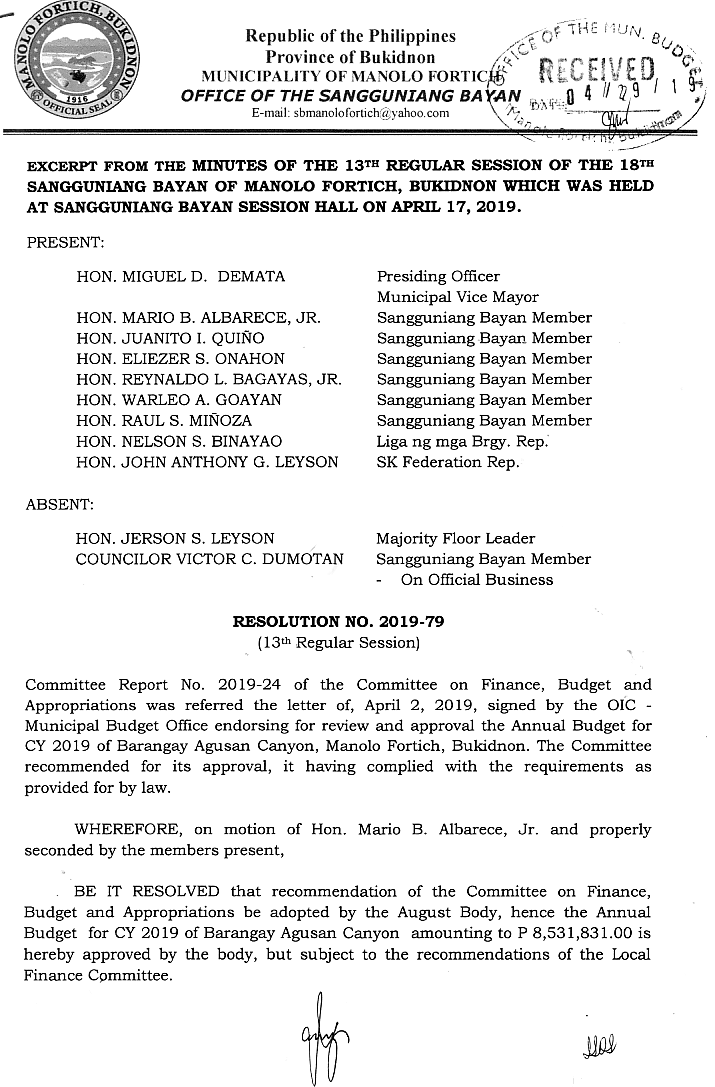 MANOLO FORTICH, BUKIDNON
1916
OFFICIAL SEAL
Republic of the Philippines
Province of Bukidnon
MUNICIPALITY OF MANOLO FORTICH
OFFICE OF THE SANGGUNIANG BAYAN
E-mail: sbmanolofortich@yahoo.com
OFFICE OF THE MUN. BUDGET
RECEIVED
04 / 29 / 19
Manolo Fortich, Bukidnon
EXCERPT FROM THE MINUTES OF THE 13TH REGULAR SESSION OF THE 18TH
SANGGUNIANG BAYAN OF MANOLO FORTICH, BUKIDNON WHICH WAS HELD
AT SANGGUNIANG BAYAN SESSION HALL ON APRIL 17, 2019.
PRESENT:
HON. MIGUEL D. DEMATA Presiding Officer
Municipal Vice Mayor
HON. MARIO B. ALBARECE, JR. Sangguniang Bayan Member
HON. JUANITO I. QUIÑO Sangguniang Bayan Member
HON. ELIEZER S. ONAHON Sangguniang Bayan Member
HON. REYNALDO L. BAGAYAS, JR. Sangguniang Bayan Member
HON. WARLEO A. GOAYAN Sangguniang Bayan Member
HON. RAUL S. MIÑOZA Sangguniang Bayan Member
HON. NELSON S. BINAYAO Liga ng mga Brgy. Rep.
HON. JOHN ANTHONY G. LEYSON SK Federation Rep.
ABSENT:
HON. JERSON S. LEYSON Majority Floor Leader
COUNCILOR VICTOR C. DUMOTAN Sangguniang Bayan Member
- On Official Business
RESOLUTION NO. 2019-79
(13th Regular Session)
Committee Report No. 2019-24 of the Committee on Finance, Budget and
Appropriations was referred the letter of, April 2, 2019, signed by the OIC -
Municipal Budget Office endorsing for review and approval the Annual Budget for
CY 2019 of Barangay Agusan Canyon, Manolo Fortich, Bukidnon. The Committee
recommended for its approval, it having complied with the requirements as
provided for by law.
WHEREFORE, on motion of Hon. Mario B. Albarece, Jr. and properly
seconded by the members present,
BE IT RESOLVED that recommendation of the Committee on Finance,
Budget and Appropriations be adopted by the August Body, hence the Annual
Budget for CY 2019 of Barangay Agusan Canyon amounting to P 8,531,831.00 is
hereby approved by the body, but subject to the recommendations of the Local
Finance Committee.